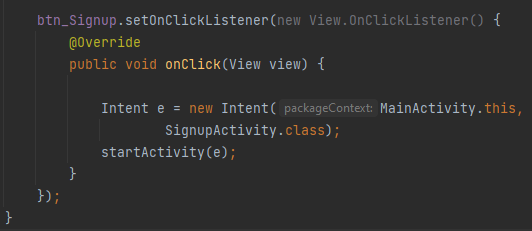 btn_Signup.setOnClickListener(new View.OnClickListener() {
@Override
public void onClick(View view) {
Intent e = new Intent( packageContext: MainActivity.this,
SignupActivity.class);
startActivity(e);
}
});
}